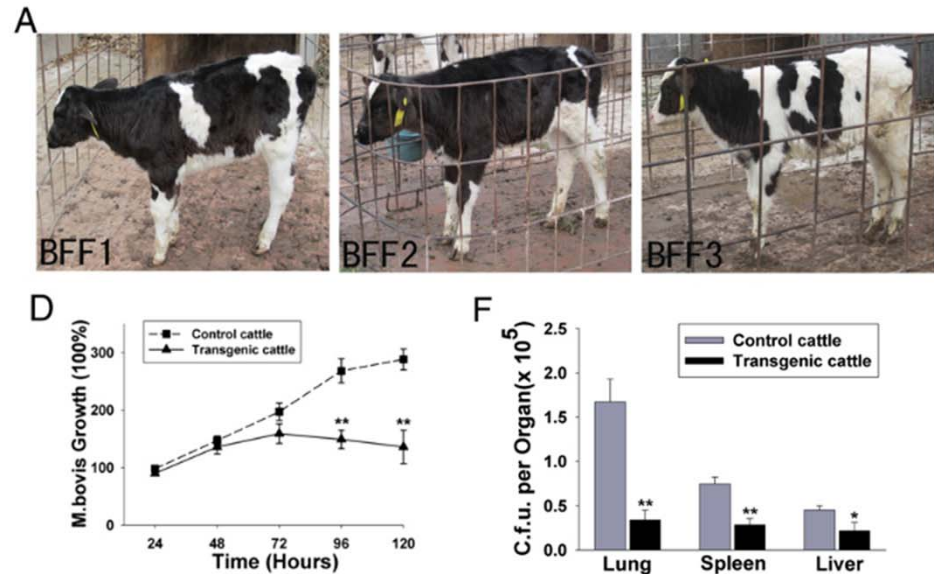 A
BFF1
BFF2
BFF3
D
M.bovis Growth (100%)
Control cattle
Transgenic cattle
300
200
100
0
**
**
24
48
72
96
120
Time (Hours)
F
C.f.u. per Organ(x 10⁵)
Control cattle
Transgenic cattle
2.5
2.0
1.5
1.0
0.5
0.0
**
**
*
Lung
Spleen
Liver